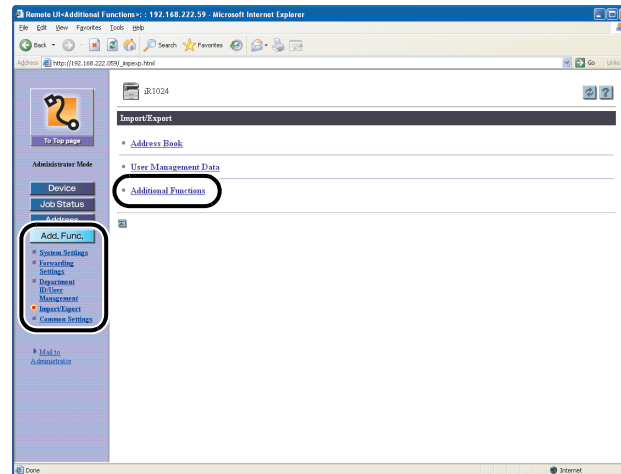 Remote UI<Additional Functions>: : 192.168.222.59 - Microsoft Internet Explorer
File Edit View Favorites Tools Help
Back Search Favorites
Address http://192.168.222.059/_impexp.html Go Links
iR1024
To Top page
Import/Export
Address Book
Administrator Mode
User Management Data
Device
Additional Functions
Job Status
Address
Add. Func.
System Settings
Forwarding
Settings
Department
ID/User
Management
Import/Export
Common Settings
Mail to
Administrator
Done Internet